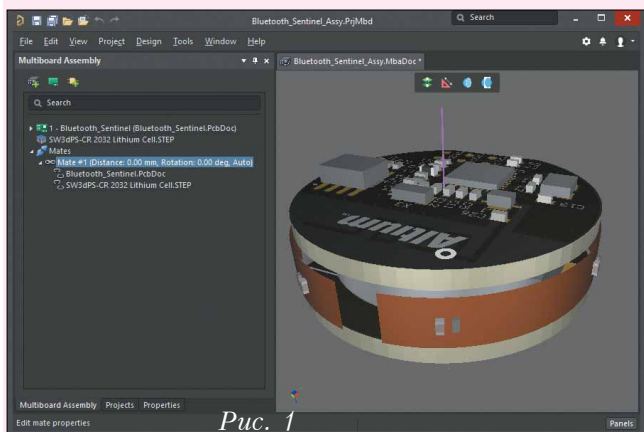 Bluetooth_Sentinel_Assy.PrjMbd
Search
File Edit View Project Design Tools Window Help
Multiboard Assembly
Bluetooth_Sentinel_Assy.MbaDoc *
Search
1 - Bluetooth_Sentinel (Bluetooth_Sentinel.PcbDoc)
SW3dPS-CR 2032 Lithium Cell.STEP
Mates
Mate #1 (Distance: 0.00 mm, Rotation: 0.00 deg, Auto)
Bluetooth_Sentinel.PcbDoc
SW3dPS-CR 2032 Lithium Cell.STEP
Altium
Multiboard Assembly Projects Properties
Edit mate properties
Рис. 1
Panels